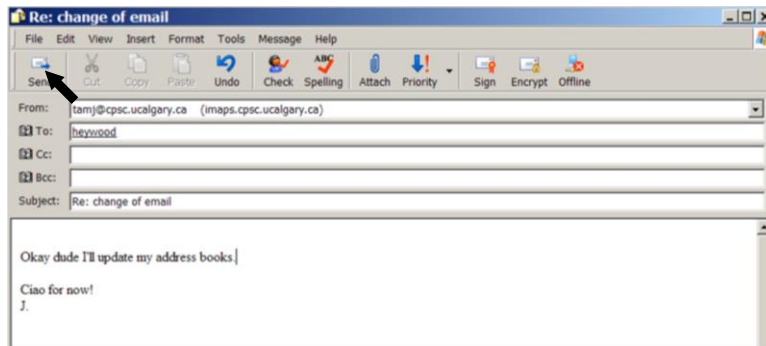 Re: change of email
File Edit View Insert Format Tools Message Help
Send Cut Copy Paste Undo Check ABC Spelling Attach Priority Sign Encrypt Offline
From: tamj@cpsc.ucalgary.ca (imaps.cpsc.ucalgary.ca)
To: heywood
Cc:
Bcc:
Subject: Re: change of email
Okay dude I'll update my address books.
Ciao for now!
J.